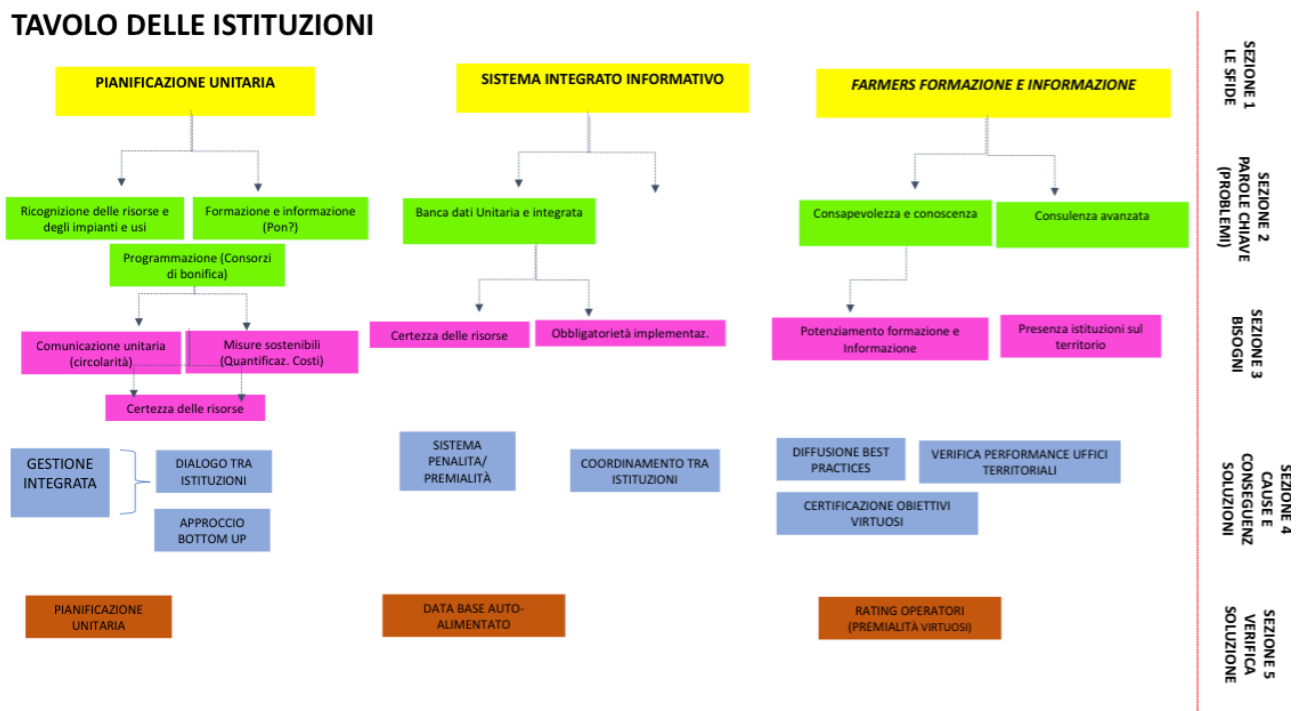 TAVOLO DELLE ISTITUZIONI
SEZIONE 1
LE SFIDE
PIANIFICAZIONE UNITARIA
SISTEMA INTEGRATO INFORMATIVO
FARMERS FORMAZIONE E INFORMAZIONE
SEZIONE 2
PAROLE CHIAVE
(PROBLEMI)
Ricognizione delle risorse e
degli impianti e usi
Formazione e informazione
(Pon?)
Programmazione (Consorzi
di bonifica)
Banca dati Unitaria e integrata
Consapevolezza e conoscenza
Consulenza avanzata
SEZIONE 3
BISOGNI
Comunicazione unitaria
(circolarità)
Misure sostenibili
(Quantificaz. Costi)
Certezza delle risorse
Certezza delle risorse
Obbligatorietà implementaz.
Potenziamento formazione e
Informazione
Presenza istituzioni sul
territorio
SEZIONE 4
CAUSE E
CONSEGUENZ
SOLUZIONI
GESTIONE
INTEGRATA
DIALOGO TRA
ISTITUZIONI
APPROCCIO
BOTTOM UP
SISTEMA
PENALITA/
PREMIALITÀ
COORDINAMENTO TRA
ISTITUZIONI
DIFFUSIONE BEST
PRACTICES
VERIFICA PERFORMANCE UFFICI
TERRITORIALI
CERTIFICAZIONE OBIETTIVI
VIRTUOSI
SEZIONE 5
VERIFICA
SOLUZIONE
PIANIFICAZIONE
UNITARIA
DATA BASE AUTO-
ALIMENTATO
RATING OPERATORI
(PREMIALITÀ VIRTUOSI)